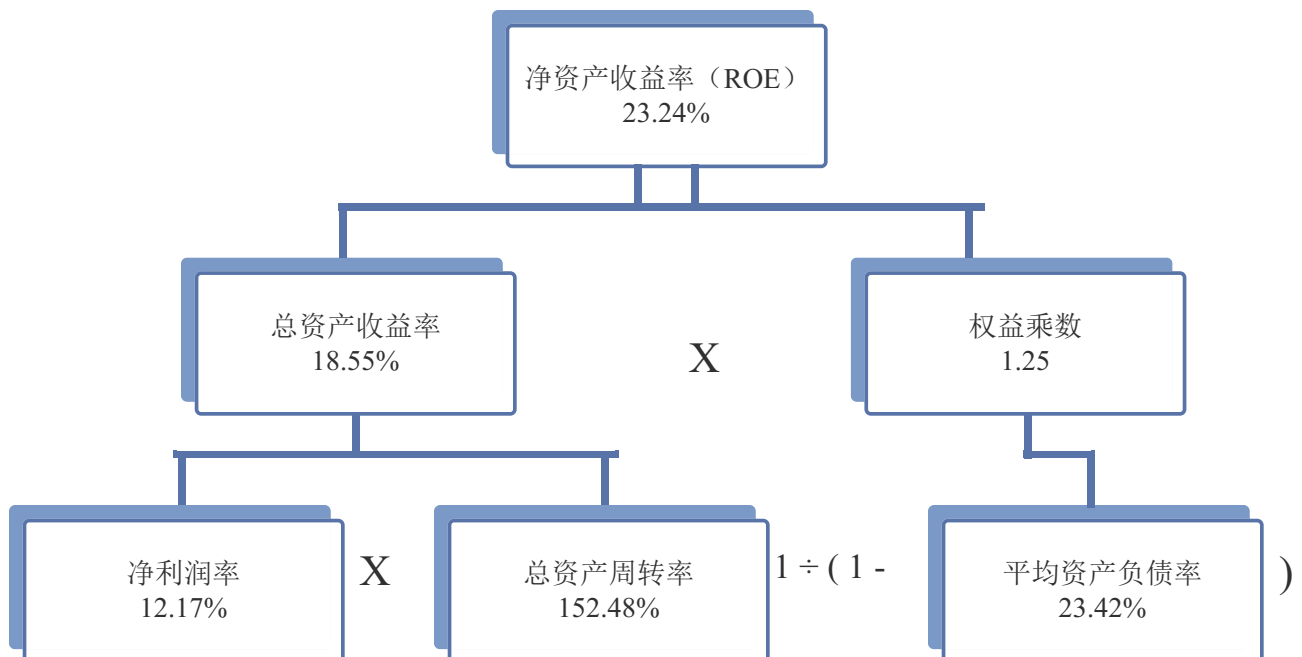 净资产收益率（ROE）
23.24%
总资产收益率
18.55%
X
权益乘数
1.25
净利润率
12.17%
X
总资产周转率
152.48%
1 ÷ ( 1 -
平均资产负债率
23.42%
)